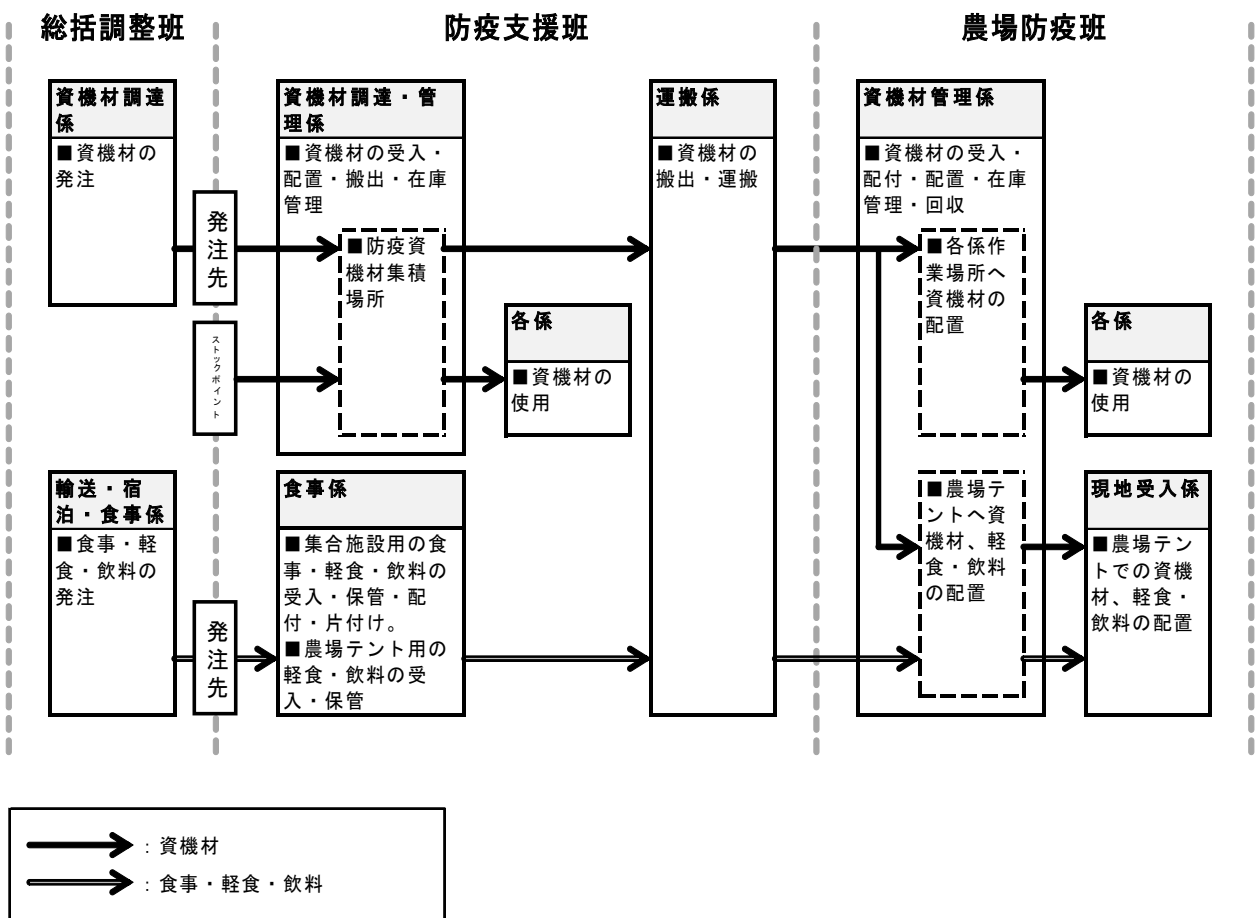 総括調整班
防疫支援班
農場防疫班
資機材調達
係
■資機材の
発注
発注先
ストックポイント
資機材調達・管
理係
■資機材の受入・
配置・搬出・在庫
管理
■防疫資
機材集積
場所
各係
■資機材の
使用
運搬係
■資機材の
搬出・運搬
資機材管理係
■資機材の受入・
配付・配置・在庫
管理・回収
■各係作
業場所へ
資機材の
配置
各係
■資機材の
使用
輸送・宿
泊・食事係
■食事・軽
食・飲料の
発注
発注先
食事係
■集合施設用の食
事・軽食・飲料の
受入・保管・配
付・片付け。
■農場テント用の
軽食・飲料の受
入・保管
■農場テ
ントへ資
機材、軽
食・飲料
の配置
現地受入係
■農場テン
トでの資機
材、軽食・
飲料の配置
：資機材
：食事・軽食・飲料